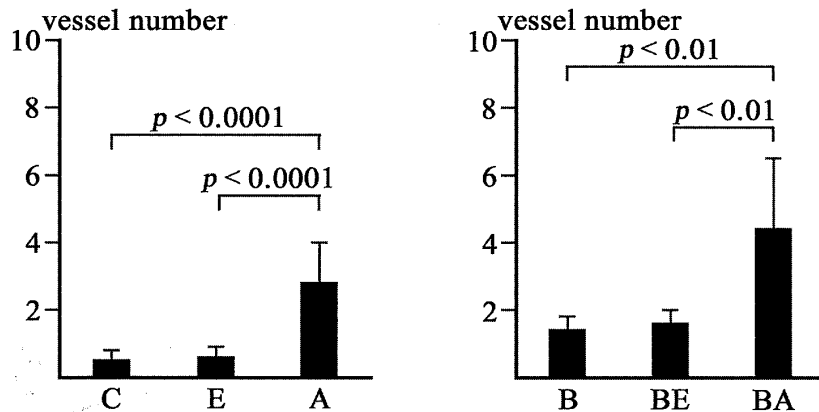 vessel number
10
8
p < 0.0001
6
p < 0.0001
4
2
C E A
vessel number
10
p < 0.01
8
p < 0.01
6
4
2
B BE BA